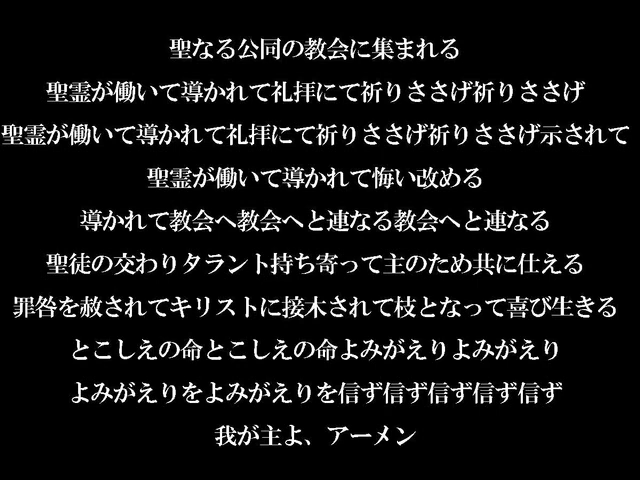 聖なる公同の教会に集まれる
聖霊が働いて導かれて礼拝にて祈りささげ祈りささげ
聖霊が働いて導かれて礼拝にて祈りささげ祈りささげ示されて
聖霊が働いて導かれて悔い改める
導かれて教会へ教会へと連なる教会へと連なる
聖徒の交わりタラント持ち寄って主のため共に仕える
罪咎を赦されてキリストに接木されて枝となって喜び生きる
とこしえの命とこしえの命よみがえりよみがえり
よみがえりをよみがえりを信ず信ず信ず信ず信ず
我が主よ、アーメン